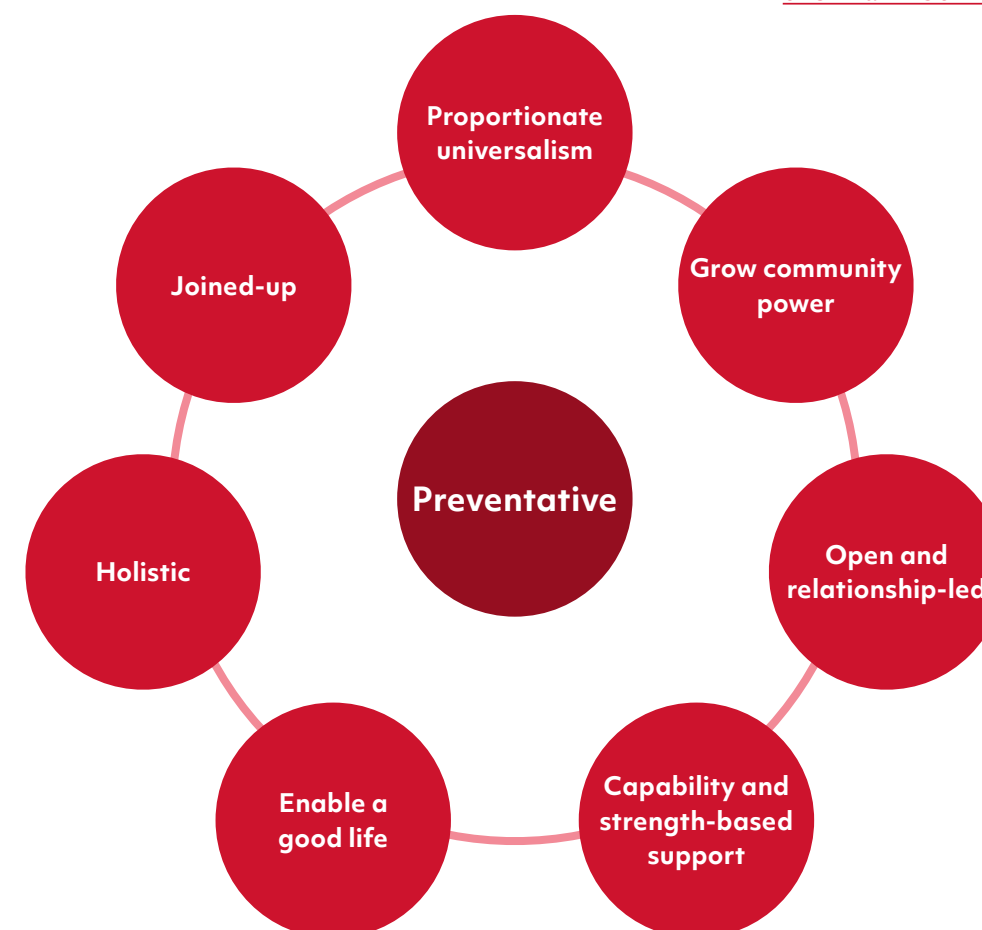 Proportionate
universalism
Grow community
power
Joined-up
Preventative
Open and
relationship-led
Holistic
Capability and
strength-based
support
Enable a
good life